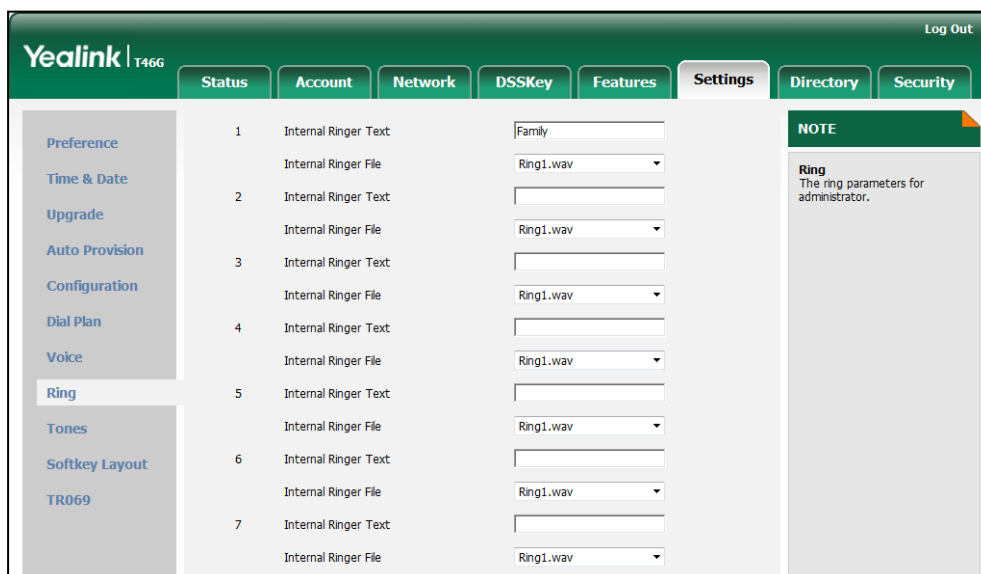 Log Out
Yealink | T46G
Status Account Network DSSKey Features Settings Directory Security
Preference
Time & Date
Upgrade
Auto Provision
Configuration
Dial Plan
Voice
Ring
Tones
Softkey Layout
TR069
1 Internal Ringer Text Family
Internal Ringer File Ring1.wav
2 Internal Ringer Text
Internal Ringer File Ring1.wav
3 Internal Ringer Text
Internal Ringer File Ring1.wav
4 Internal Ringer Text
Internal Ringer File Ring1.wav
5 Internal Ringer Text
Internal Ringer File Ring1.wav
6 Internal Ringer Text
Internal Ringer File Ring1.wav
7 Internal Ringer Text
Internal Ringer File Ring1.wav
NOTE
Ring
The ring parameters for
administrator.